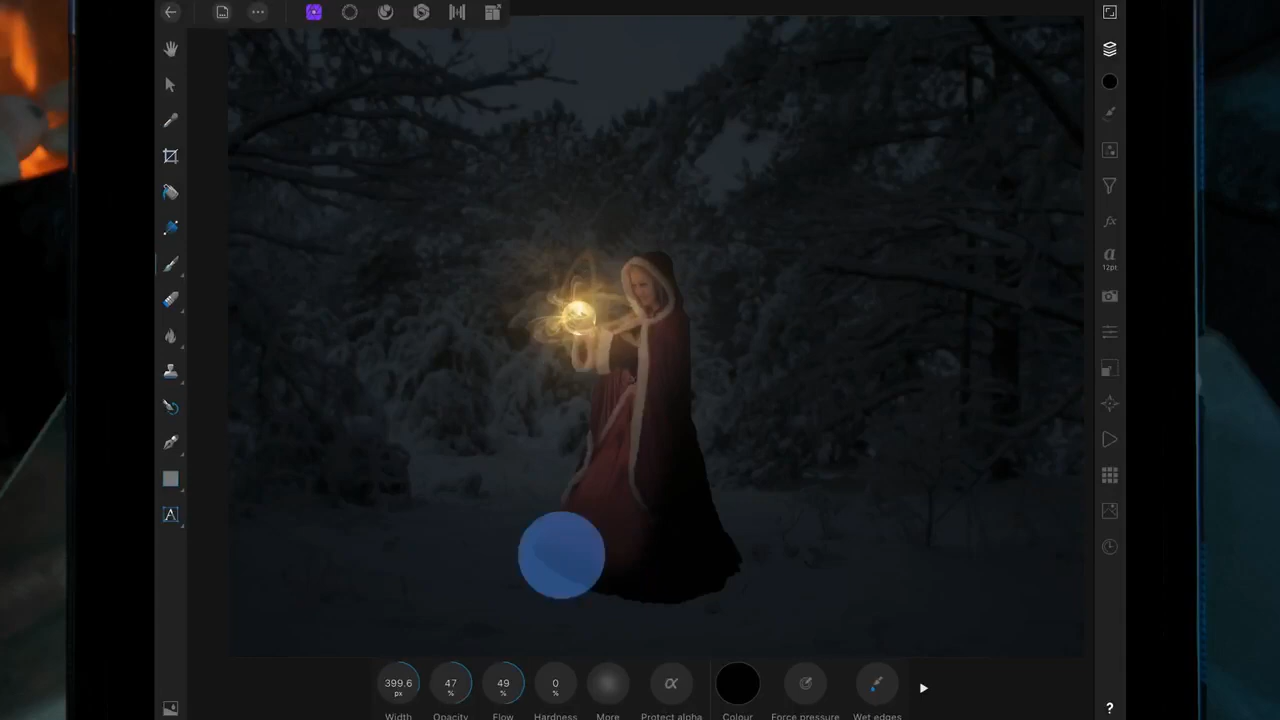 12pt
399.6
px
47
%
49
%
0
%
α
Width
Opacity
Flow
Hardness
More
Protect alpha
Colour
Force pressure
Wet edges
?